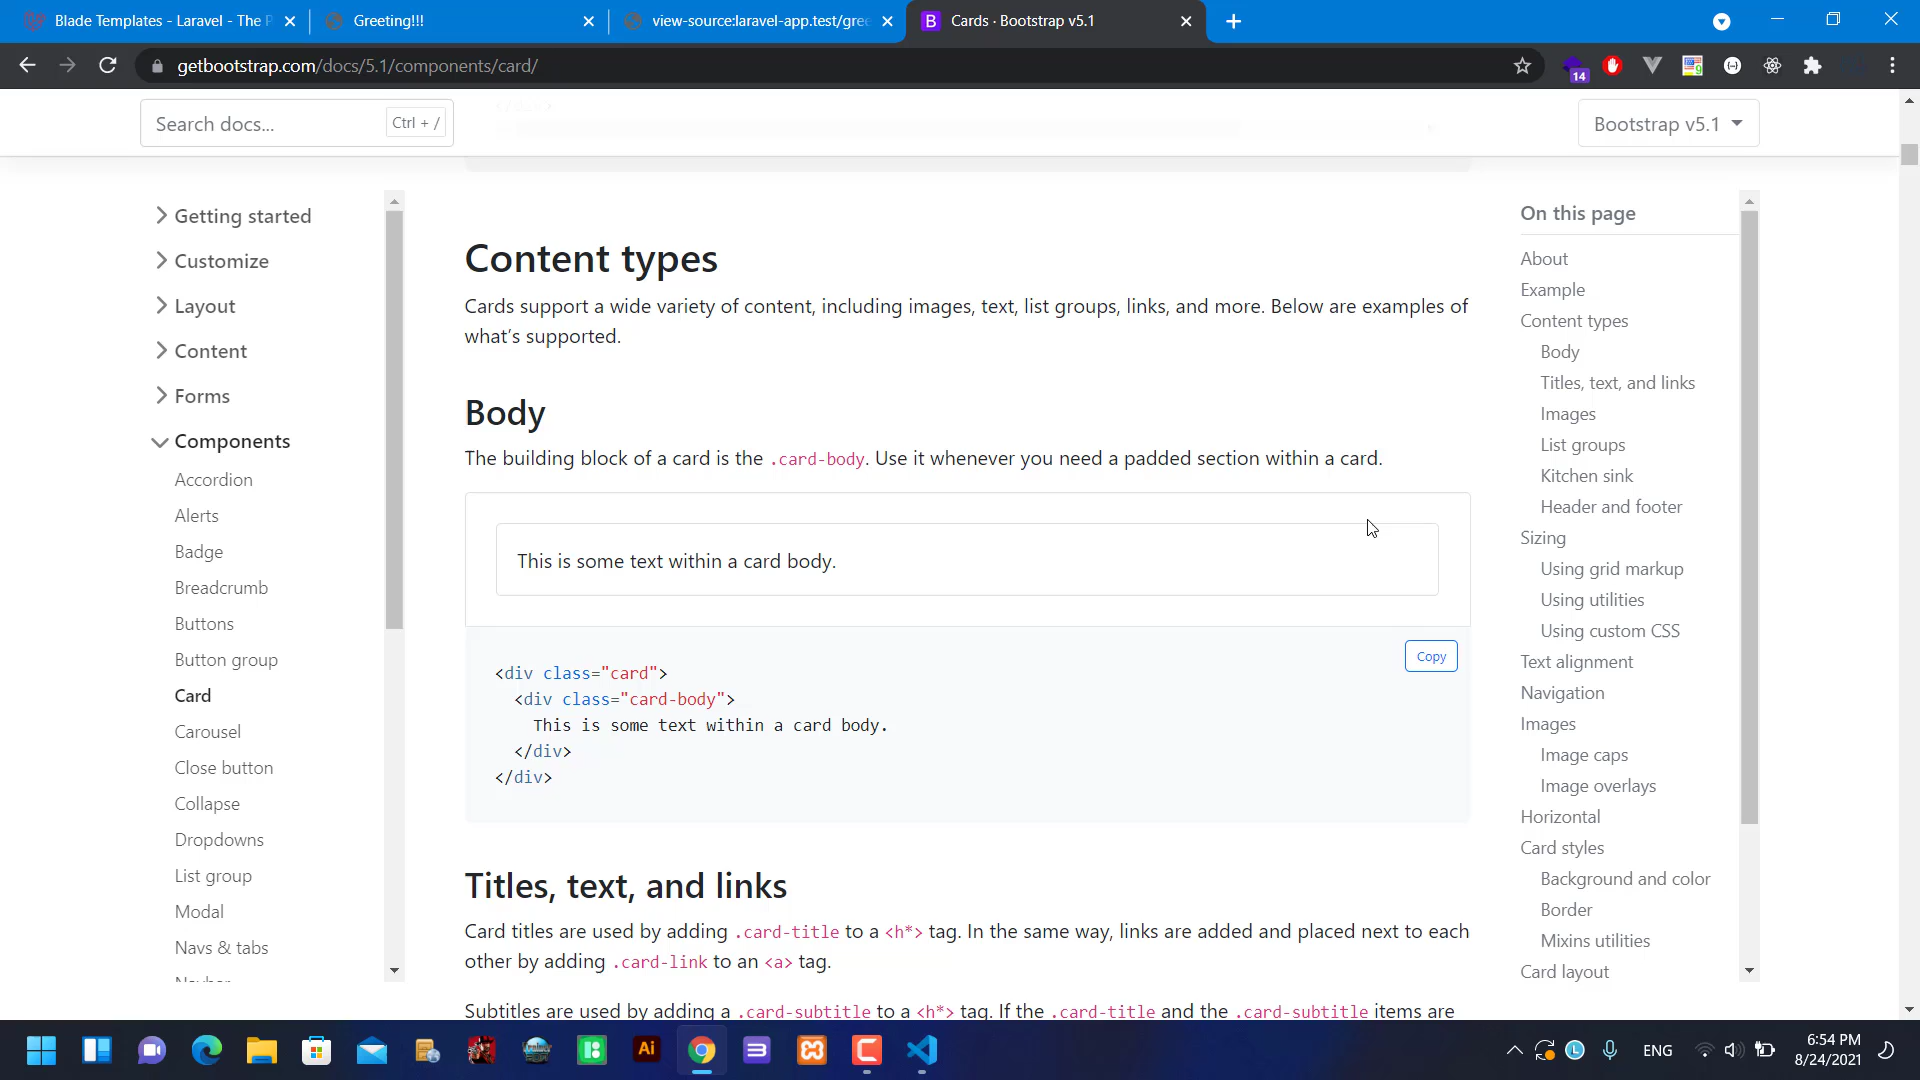 Blade Templates - Laravel - The P
Greeting!!!
view-source:laravel-app.test/gree
B
Cards · Bootstrap v5.1
getbootstrap.com/docs/5.1/components/card/
14
9
Search docs...
Ctrl + /
Bootstrap v5.1
Getting started
Customize
Layout
Content
Forms
Components
Accordion
Alerts
Badge
Breadcrumb
Buttons
Button group
Card
Carousel
Close button
Collapse
Dropdowns
List group
Modal
Navs & tabs
Content types
Cards support a wide variety of content, including images, text, list groups, links, and more. Below are examples of
what's supported.
Body
The building block of a card is the .card-body. Use it whenever you need a padded section within a card.
This is some text within a card body.
Copy
<div class="card">
<div class="card-body">
This is some text within a card body.
</div>
</div>
Titles, text, and links
Card titles are used by adding .card-title to a <h*> tag. In the same way, links are added and placed next to each
other by adding .card-link to an <a> tag.
Subtitles are used by adding a .card-subtitle to a <h*> tag. If the .card-title and the .card-subtitle items are
On this page
About
Example
Content types
Body
Titles, text, and links
Images
List groups
Kitchen sink
Header and footer
Sizing
Using grid markup
Using utilities
Using custom CSS
Text alignment
Navigation
Images
Image caps
Image overlays
Horizontal
Card styles
Background and color
Border
Mixins utilities
Card layout
Ai
ENG
6:54 PM
8/24/2021